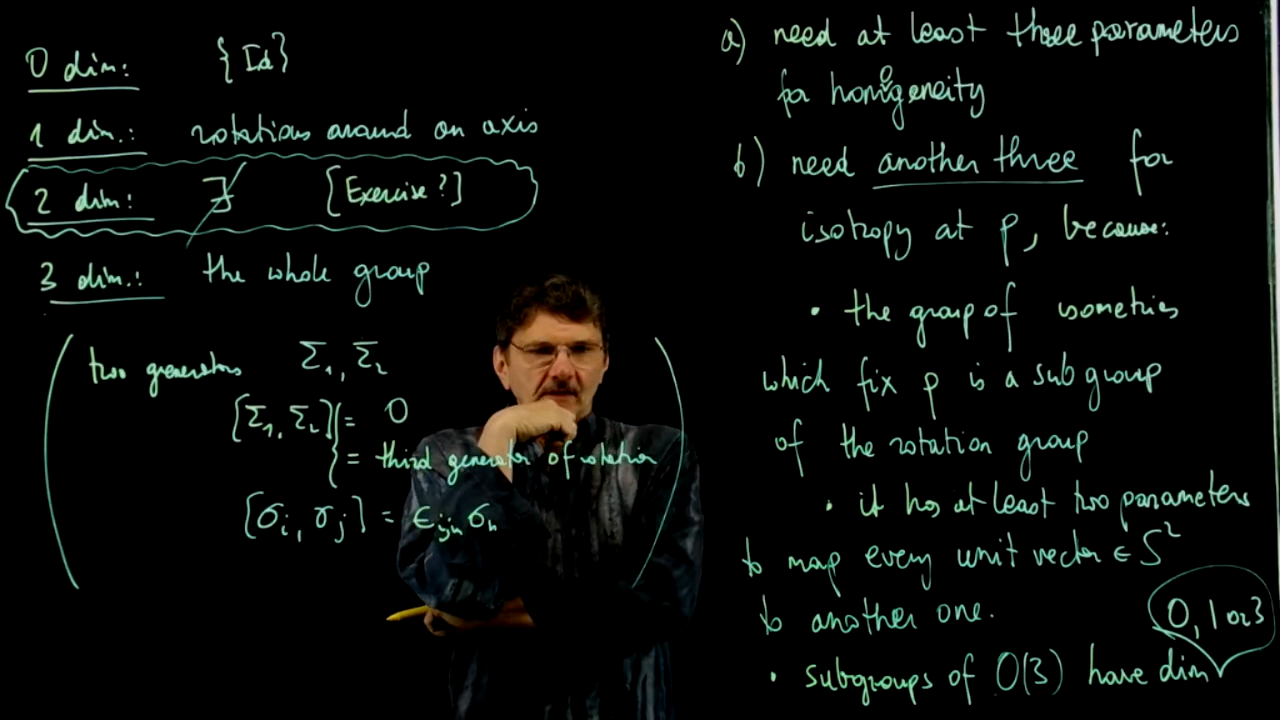 0 dim: {Id}
1 dim.: rotations around an axis
2 dim: ∄ [Exercise?]
3 dim.: the whole group
two generators Σ₁, Σ₂
[Σ₁, Σ₂] = 0
= third generator of rotation
[σᵢ, σⱼ] = ϵᵢⱼₖ σₖ
a) need at least three parameters
for homogeneity
b) need another three for
isotropy at p, because:
• the group of isometries
which fix p is a subgroup
of the rotation group
• it has at least two parameters
to map every unit vector ∈ S²
to another one.
0, 1 or 3
• subgroups of O(3) have dim